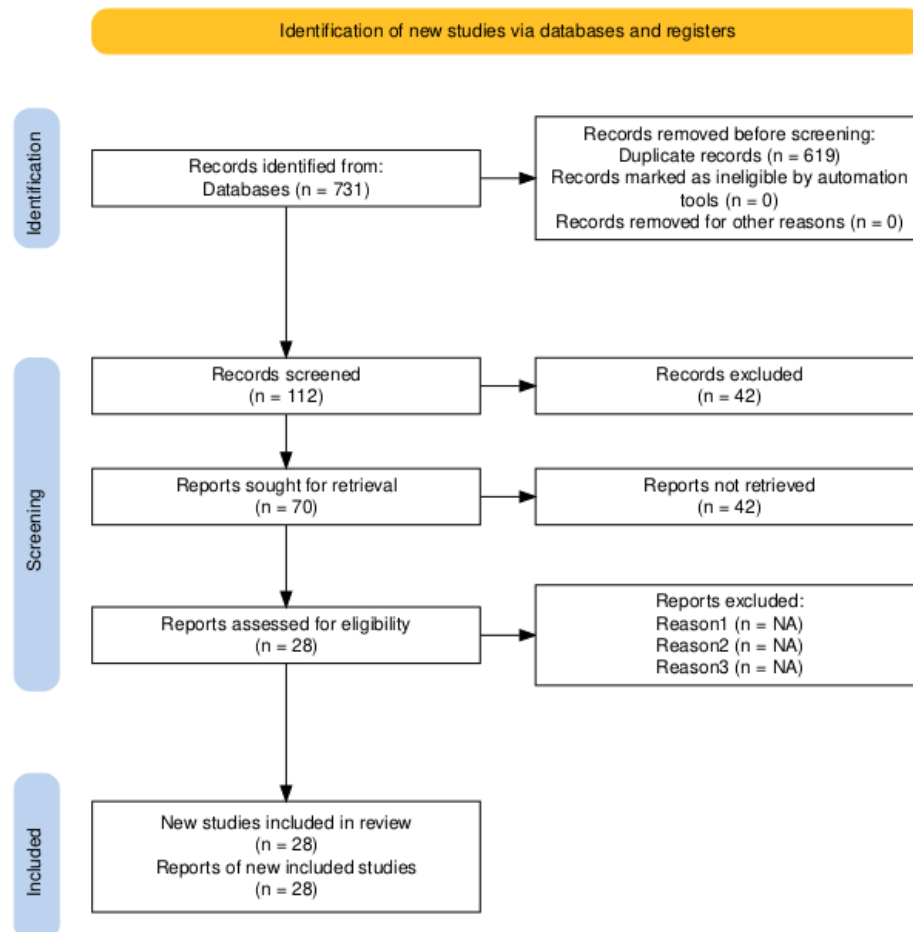 Identification of new studies via databases and registers
Identification
Records identified from:
Databases (n = 731)
Records removed before screening:
Duplicate records (n = 619)
Records marked as ineligible by automation
tools (n = 0)
Records removed for other reasons (n = 0)
Screening
Records screened
(n = 112)
Records excluded
(n = 42)
Reports sought for retrieval
(n = 70)
Reports not retrieved
(n = 42)
Reports assessed for eligibility
(n = 28)
Reports excluded:
Reason1 (n = NA)
Reason2 (n = NA)
Reason3 (n = NA)
Included
New studies included in review
(n = 28)
Reports of new included studies
(n = 28)